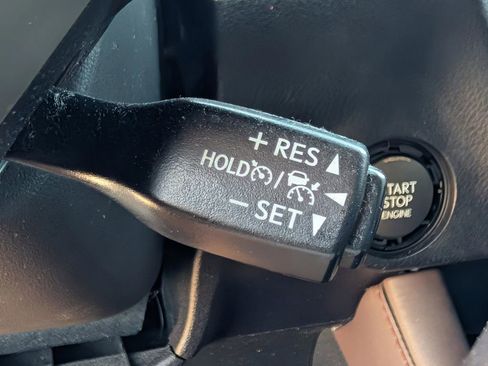 + RES ▲
HOLD / ◀
− SET ▼
START
STOP
ENGINE